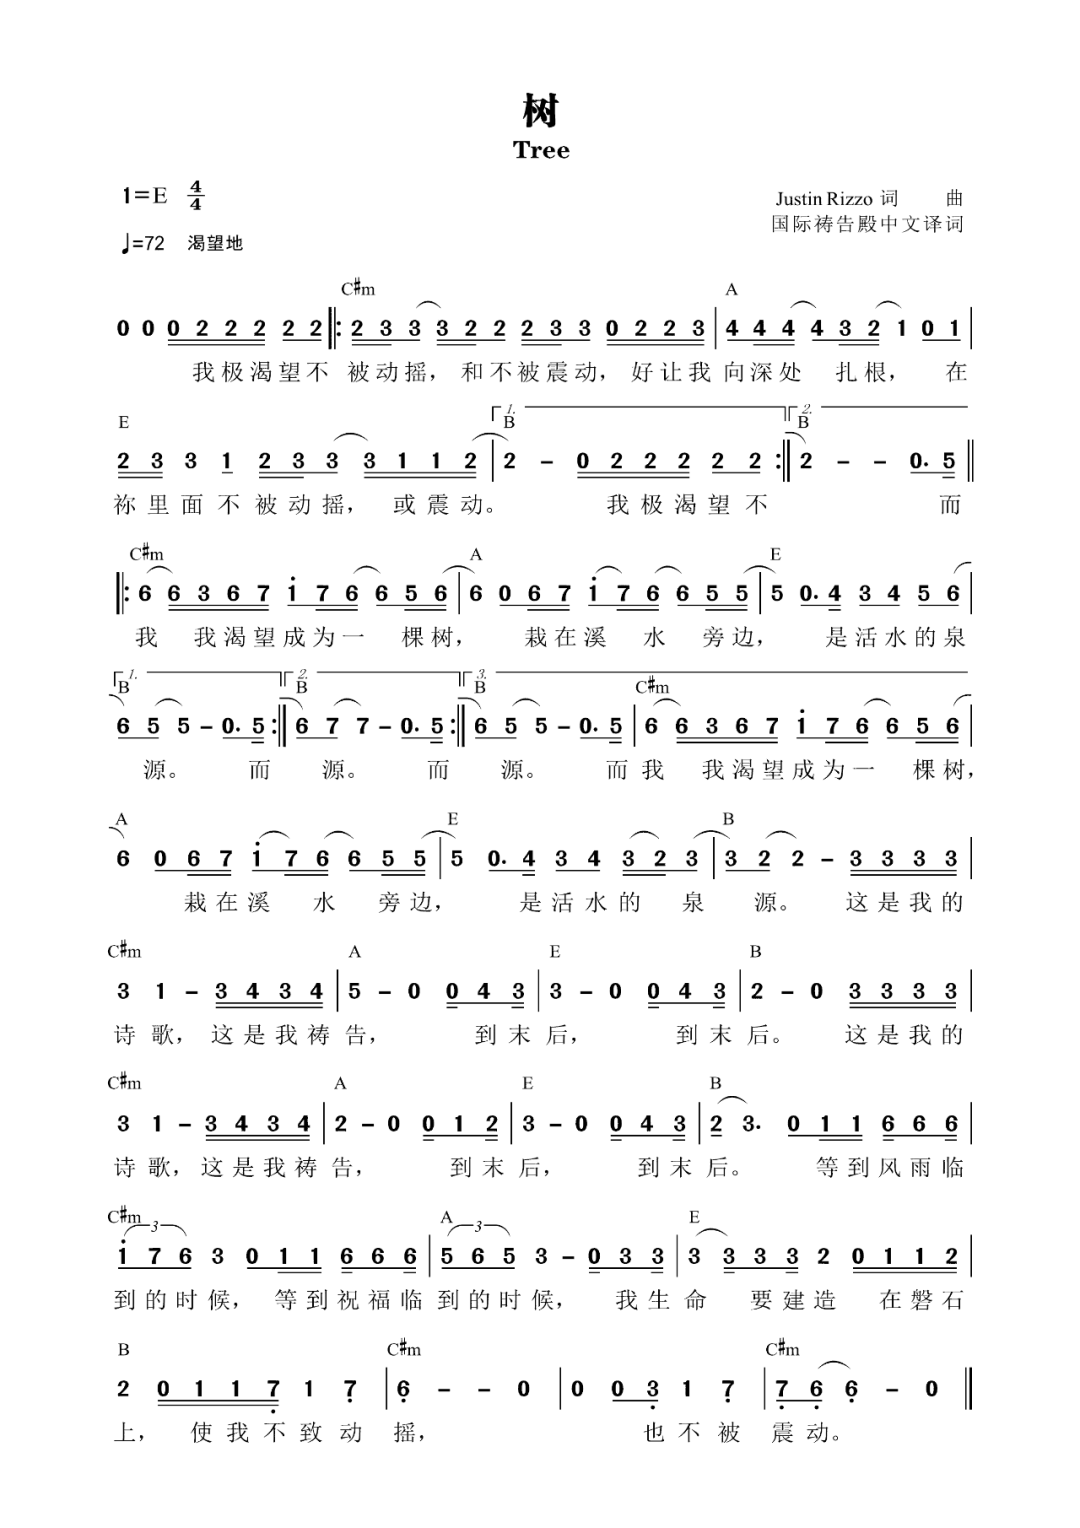 树
Tree
1=E 4/4
Justin Rizzo 词 曲
国际祷告殿中文译词
♩=72 渴望地
C#m A
0 0 0 2 2 2 2 2 2 3 3 3 2 2 2 3 3 0 2 2 3 4 4 4 4 3 2 1 0 1
我极渴望不 被动摇， 和不被震动， 好让我 向深处 扎根， 在
E 1. B 2. B
2 3 3 1 2 3 3 3 1 1 2 2 - 0 2 2 2 2 2 2 - - 0. 5
祢里面不被动摇， 或震动。 我极渴望不 而
C#m A E
6 6 3 6 7 1 7 6 6 5 6 6 0 6 7 1 7 6 6 5 5 5 0. 4 3 4 5 6
我 我渴望成为一 棵树， 栽在溪 水 旁边， 是活水的泉
1. B 2. B 3. B C#m
6 5 5 - 0. 5 6 7 7 - 0. 5 6 5 5 - 0. 5 6 6 3 6 7 1 7 6 6 5 6
源。 而 源。 而 源。 而我 我渴望成为一 棵树，
A E B
6 0 6 7 1 7 6 6 5 5 5 0. 4 3 4 3 2 3 3 2 2 - 3 3 3 3
栽在溪 水 旁边， 是活水的 泉 源。 这是我的
C#m A E B
3 1 - 3 4 3 4 5 - 0 0 4 3 3 - 0 0 4 3 2 - 0 3 3 3 3
诗歌， 这是我祷告， 到末后， 到末后。 这是我的
C#m A E B
3 1 - 3 4 3 4 2 - 0 0 1 2 3 - 0 0 4 3 2 3. 0 1 1 6 6 6
诗歌，这是我祷告， 到末后， 到末后。 等到风雨临
C#m 3 A 3 E
1 7 6 3 0 1 1 6 6 6 5 6 5 3 - 0 3 3 3 3 3 3 2 0 1 1 2
到的时候， 等到祝福临到的时候， 我生命 要建造 在磐石
B C#m C#m
2 0 1 1 7 1 7 6 - - 0 0 0 3 1 7 7 6 6 - 0
上， 使我不致动摇， 也不被 震动。